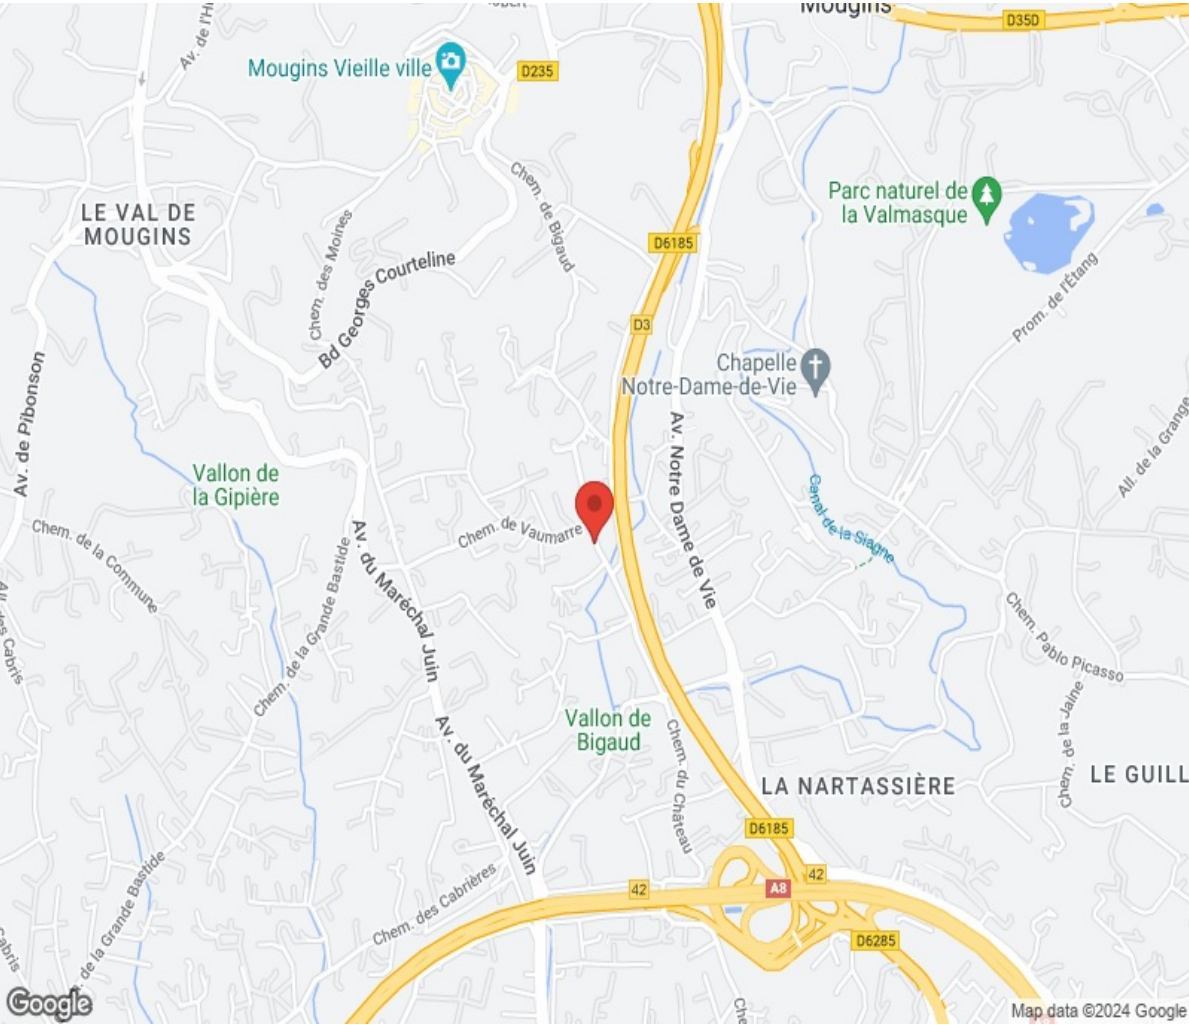 Mougins
D35D
Av. de l'H
Mougins Vieille ville
D235
Chem. de Bigaud
Parc naturel de
la Valmasque
LE VAL DE
MOUGINS
Chem. des Moines
D6185
Bd Georges Courteline
Prom. de l'Étang
D3
Chapelle
Notre-Dame-de-Vie
Av. de Pibonson
All. de la Grange
Av. Notre Dame de Vie
Vallon de
la Gipière
Canal de la Siagne
Chem. de Vaumarre
Chem. de la Commune
Av. du Maréchal Juin
Chem. de la Grande Bastide
All. des Cabris
Chem. Pablo Picasso
Vallon de
Bigaud
Chem. du Château
Av. du Maréchal Juin
Chem. de la Jaine
LA NARTASSIÈRE
LE GUILL
D6185
42
A8
42
Chem. des Cabrières
de la Grande Bastide
D6285
Cabris
Che
Google
Map data ©2024 Google